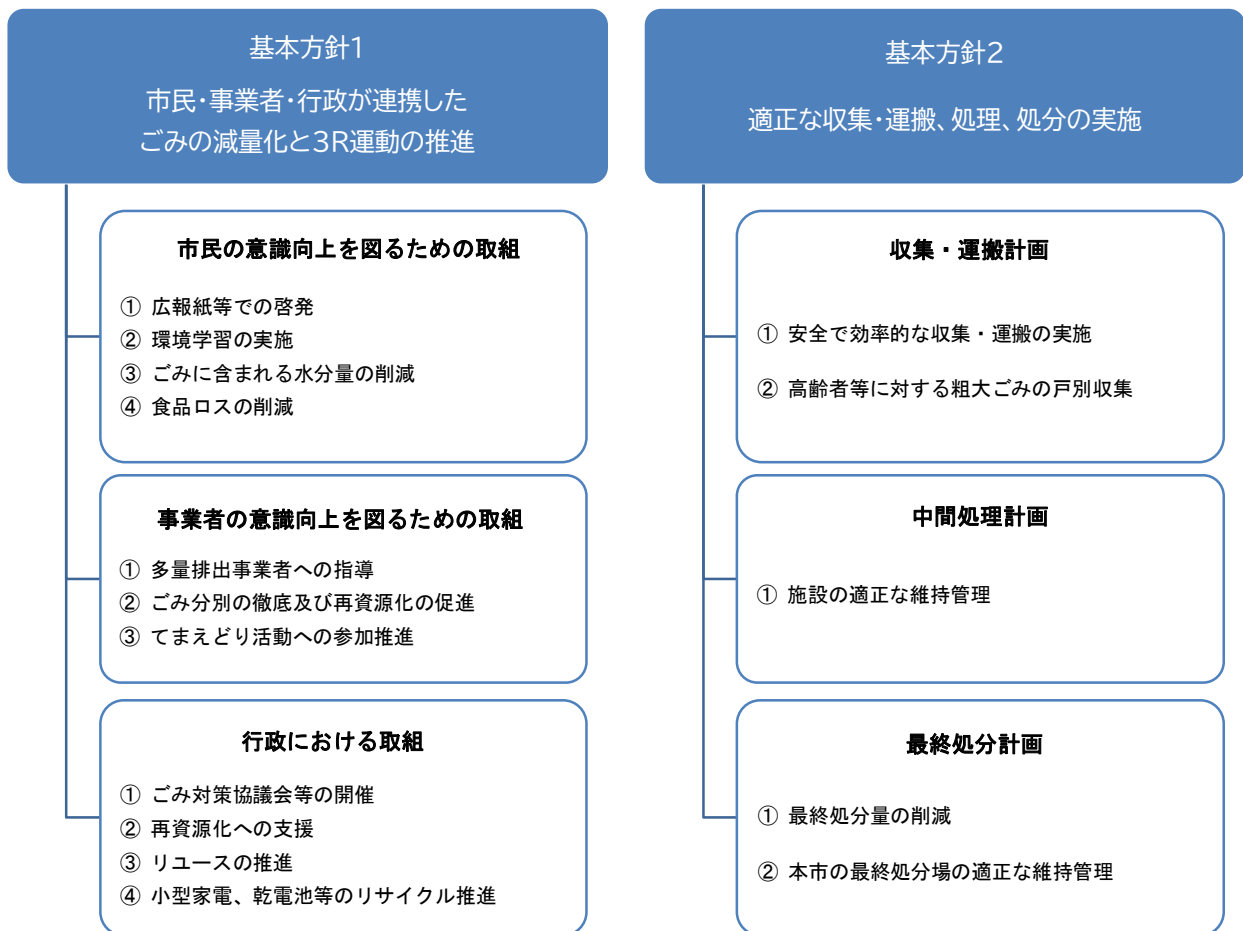 基本方針1
市民・事業者・行政が連携した
ごみの減量化と3R運動の推進
市民の意識向上を図るための取組
① 広報紙等での啓発
② 環境学習の実施
③ ごみに含まれる水分量の削減
④ 食品ロスの削減
事業者の意識向上を図るための取組
① 多量排出事業者への指導
② ごみ分別の徹底及び再資源化の促進
③ てまえどり活動への参加推進
行政における取組
① ごみ対策協議会等の開催
② 再資源化への支援
③ リユースの推進
④ 小型家電、乾電池等のリサイクル推進
基本方針2
適正な収集・運搬、処理、処分の実施
収集・運搬計画
① 安全で効率的な収集・運搬の実施
② 高齢者等に対する粗大ごみの戸別収集
中間処理計画
① 施設の適正な維持管理
最終処分計画
① 最終処分量の削減
② 本市の最終処分場の適正な維持管理